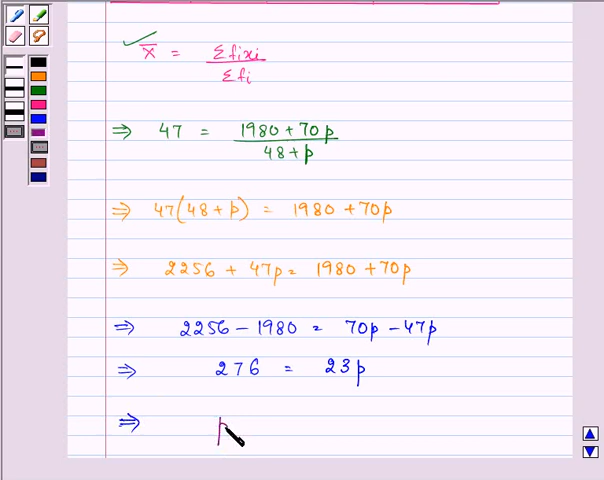 x̄ = Σfixi / Σfi
⇒ 47 = 1980 + 70p / 48 + p
⇒ 47(48 + p) = 1980 + 70p
⇒ 2256 + 47p = 1980 + 70p
⇒ 2256 - 1980 = 70p - 47p
⇒ 276 = 23p
⇒